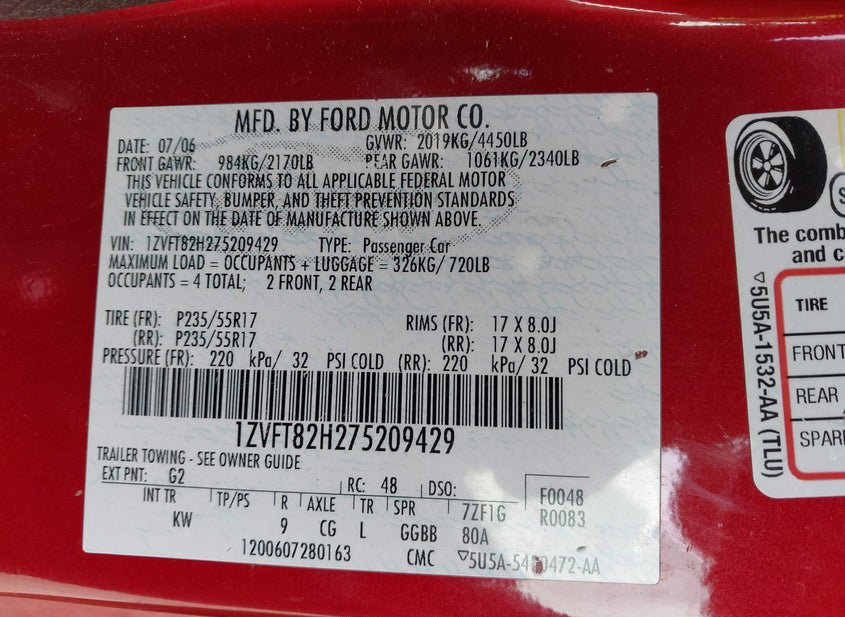 MFD. BY FORD MOTOR CO.
DATE: 07/06 GVWR: 2019KG/4450LB
FRONT GAWR: 984KG/2170LB REAR GAWR: 1061KG/2340LB
THIS VEHICLE CONFORMS TO ALL APPLICABLE FEDERAL MOTOR
VEHICLE SAFETY, BUMPER, AND THEFT PREVENTION STANDARDS
IN EFFECT ON THE DATE OF MANUFACTURE SHOWN ABOVE.
VIN: 1ZVFT82H275209429 TYPE: Passenger Car
MAXIMUM LOAD = OCCUPANTS + LUGGAGE = 326KG/720LB
OCCUPANTS = 4 TOTAL; 2 FRONT, 2 REAR
TIRE (FR): P235/55R17 RIMS (FR): 17 X 8.0J
(RR): P235/55R17 (RR): 17 X 8.0J
PRESSURE (FR): 220 kPa/ 32 PSI COLD (RR): 220 kPa/ 32 PSI COLD
1ZVFT82H275209429
TRAILER TOWING - SEE OWNER GUIDE
EXT PNT: G2 RC: 48 DSO: F0048
INT TR TP/PS R AXLE TR SPR 7ZF1G R0083
KW 9 CG L GGBB 80A
1200607280163 CMC
The comb
and c
TIRE
FRONT
REAR
SPAR
5U5A-1532-AA (TLU)